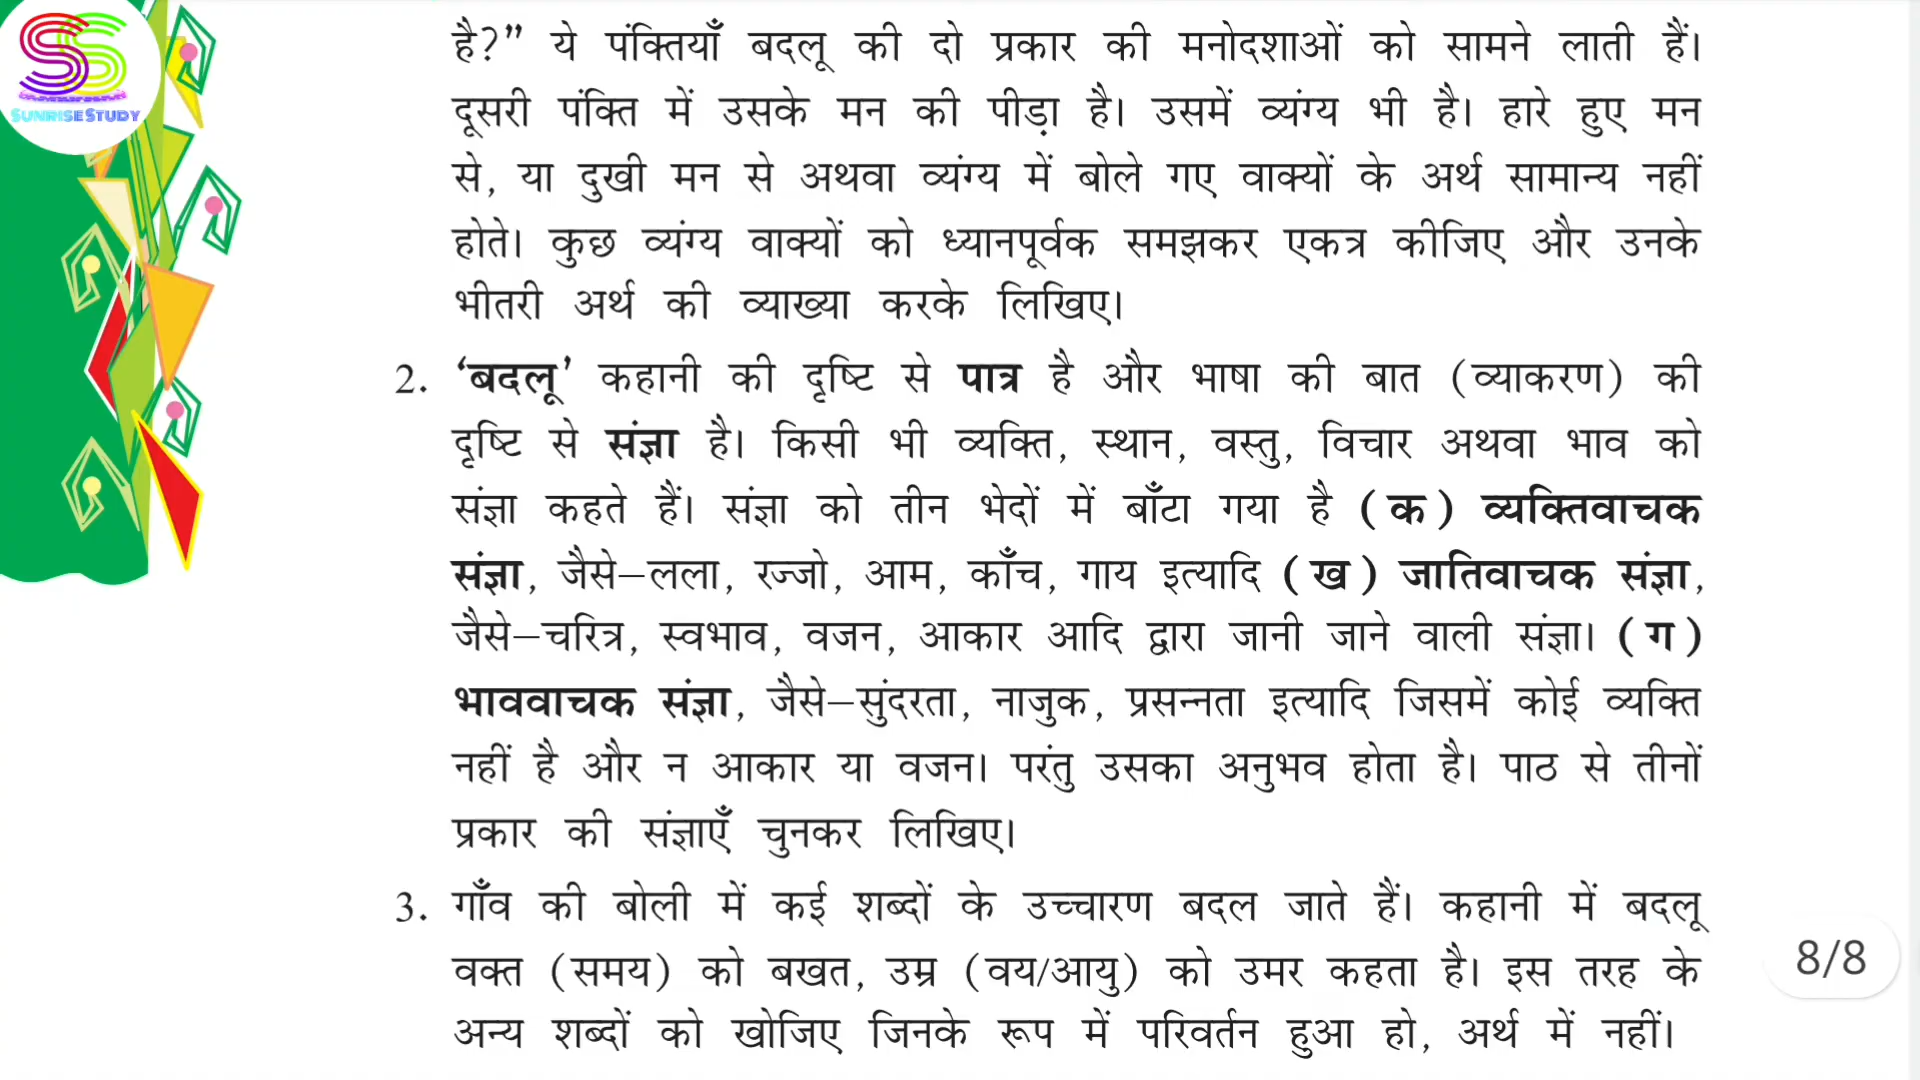 SS
SUNRISESTUDY
है?” ये पंक्तियाँ बदलू की दो प्रकार की मनोदशाओं को सामने लाती हैं।
दूसरी पंक्ति में उसके मन की पीड़ा है। उसमें व्यंग्य भी है। हारे हुए मन
से, या दुखी मन से अथवा व्यंग्य में बोले गए वाक्यों के अर्थ सामान्य नहीं
होते। कुछ व्यंग्य वाक्यों को ध्यानपूर्वक समझकर एकत्र कीजिए और उनके
भीतरी अर्थ की व्याख्या करके लिखिए।
2. ‘बदलू’ कहानी की दृष्टि से पात्र है और भाषा की बात (व्याकरण) की
दृष्टि से संज्ञा है। किसी भी व्यक्ति, स्थान, वस्तु, विचार अथवा भाव को
संज्ञा कहते हैं। संज्ञा को तीन भेदों में बाँटा गया है (क) व्यक्तिवाचक
संज्ञा, जैसे–लला, रज्जो, आम, काँच, गाय इत्यादि (ख) जातिवाचक संज्ञा,
जैसे–चरित्र, स्वभाव, वजन, आकार आदि द्वारा जानी जाने वाली संज्ञा। (ग)
भाववाचक संज्ञा, जैसे–सुंदरता, नाजुक, प्रसन्नता इत्यादि जिसमें कोई व्यक्ति
नहीं है और न आकार या वजन। परंतु उसका अनुभव होता है। पाठ से तीनों
प्रकार की संज्ञाएँ चुनकर लिखिए।
3. गाँव की बोली में कई शब्दों के उच्चारण बदल जाते हैं। कहानी में बदलू
वक्त (समय) को बखत, उम्र (वय/आयु) को उमर कहता है। इस तरह के
अन्य शब्दों को खोजिए जिनके रूप में परिवर्तन हुआ हो, अर्थ में नहीं।
8/8